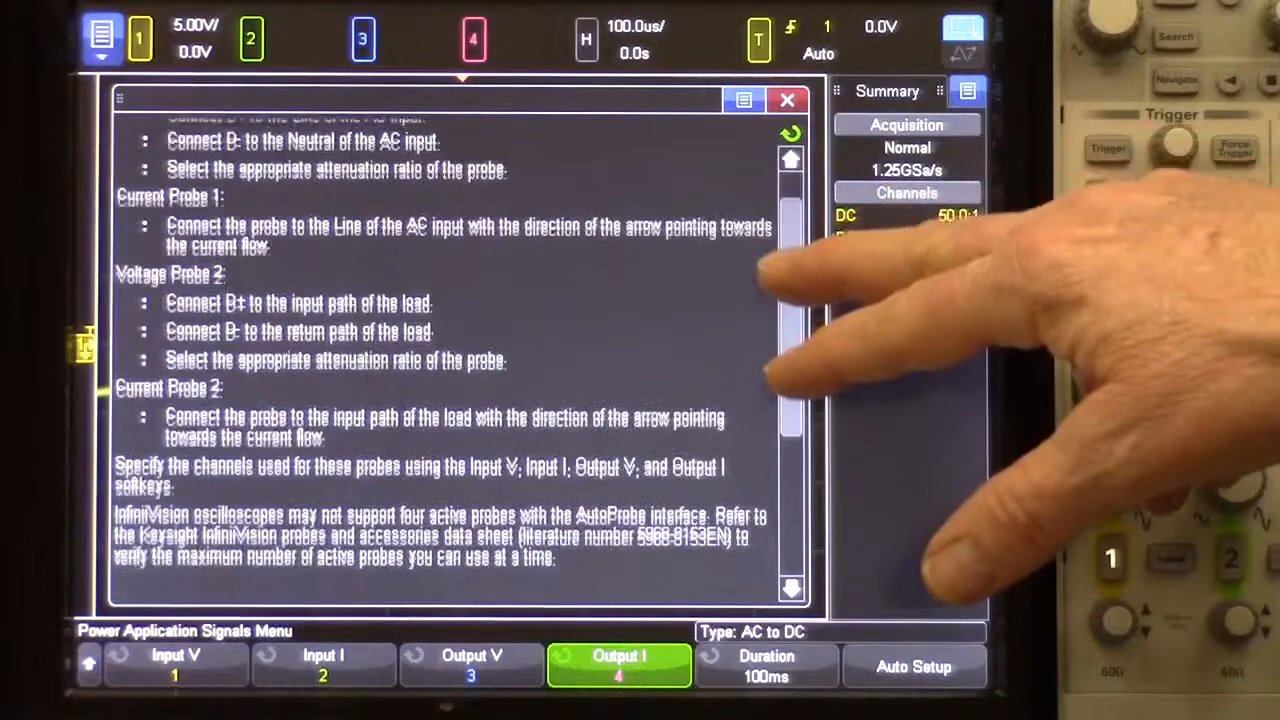 1 5.00V/ 0.0V 2 3 4 H 100.0us/ 0.0s T 1 Auto 0.0V
Search
Navigate
Trigger
Trigger
Force Trigger
Summary
Acquisition
Normal
1.25GSa/s
Channels
DC 50.0:1
: Connect D- to the Neutral of the AC input.
: Select the appropriate attenuation ratio of the probe.
Current Probe 1:
: Connect the probe to the Line of the AC input with the direction of the arrow pointing towards
the current flow.
Voltage Probe 2:
: Connect D+ to the input path of the load.
: Connect D- to the return path of the load.
: Select the appropriate attenuation ratio of the probe.
Current Probe 2:
: Connect the probe to the input path of the load with the direction of the arrow pointing
towards the current flow.
Specify the channels used for these probes using the Input V, Input I, Output V, and Output I
softkeys.
InfiniiVision oscilloscopes may not support four active probes with the AutoProbe interface. Refer to
the Keysight InfiniiVision probes and accessories data sheet (literature number 5968-8153EN) to
verify the maximum number of active probes you can use at a time.
Power Application Signals Menu
Type: AC to DC
Input V
1
Input I
2
Output V
3
Output I
4
Duration
100ms
Auto Setup
1
2